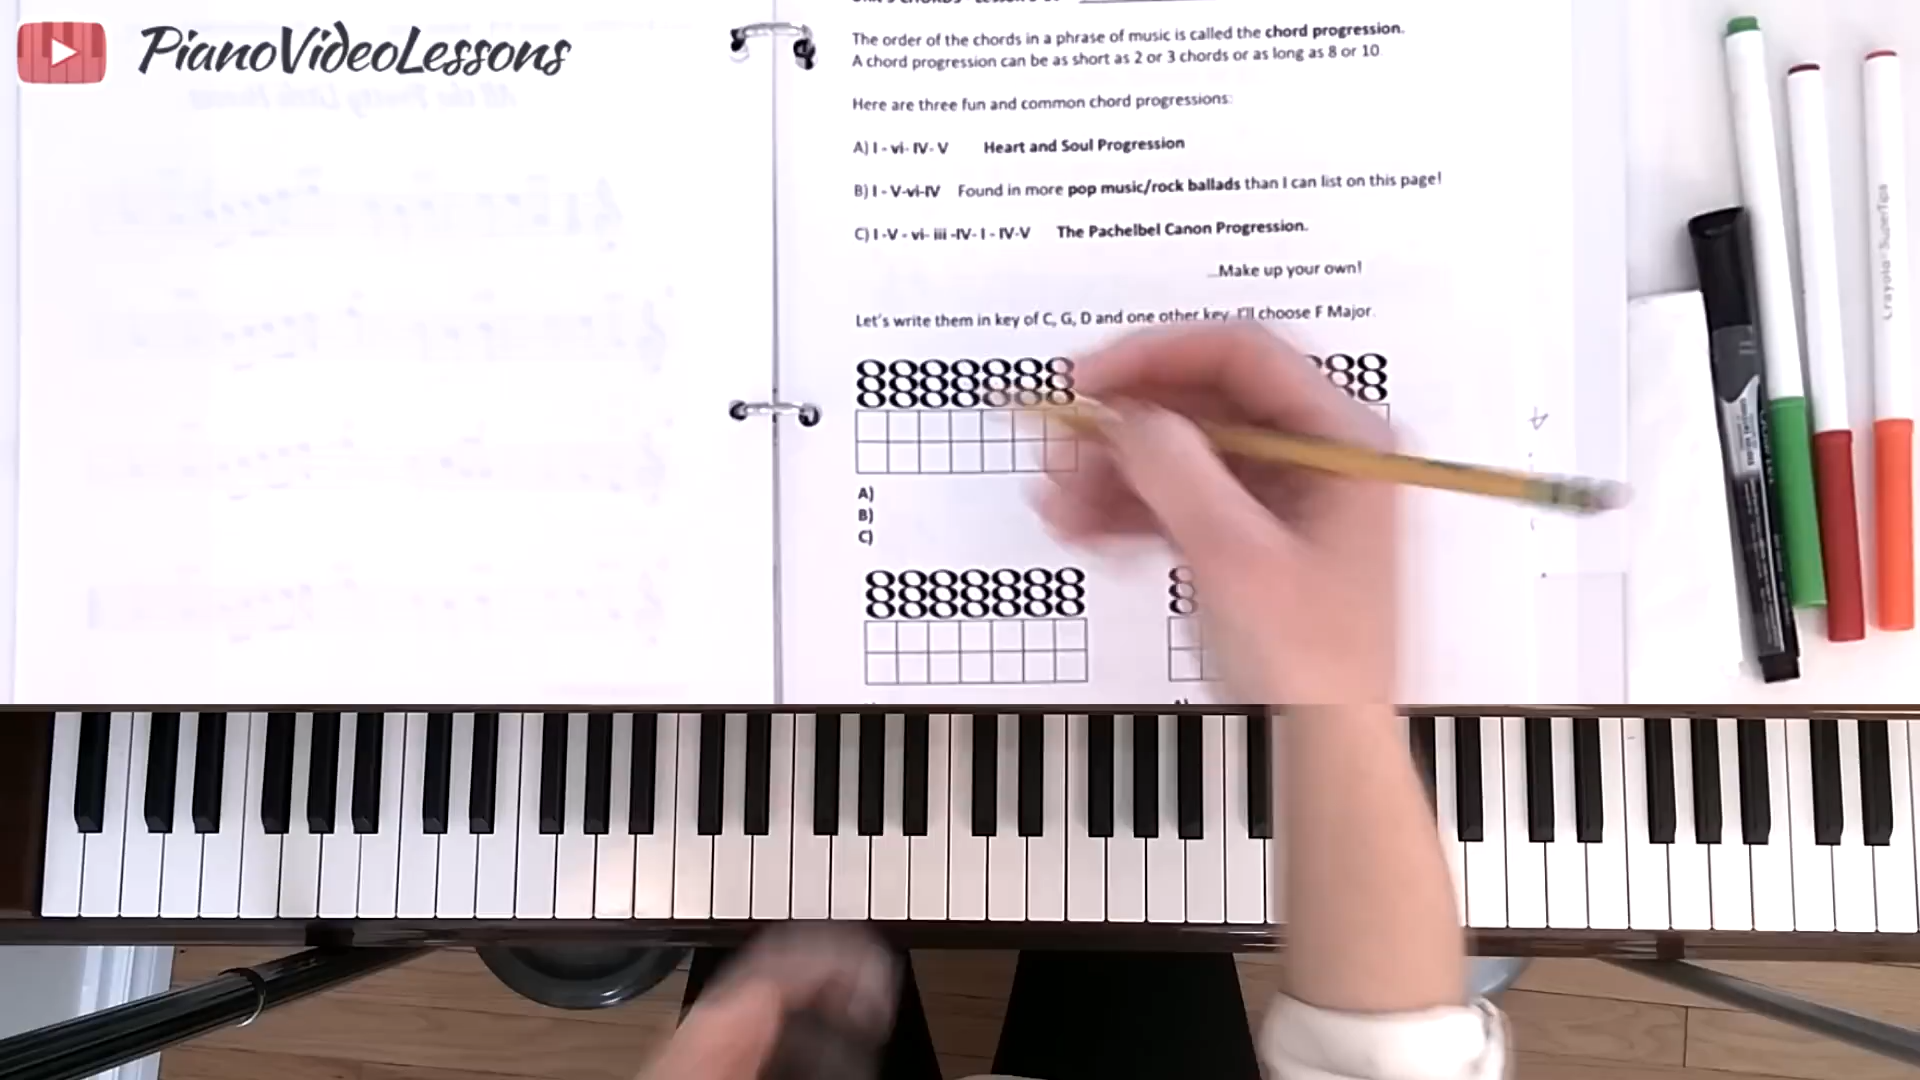 PianoVideoLessons
The order of the chords in a phrase of music is called the chord progression.
A chord progression can be as short as 2 or 3 chords or as long as 8 or 10.
Here are three fun and common chord progressions:
A) I - vi- IV- V Heart and Soul Progression
B) I - V-vi-IV Found in more pop music/rock ballads than I can list on this page!
C) I -V - vi- iii -IV- I - IV-V The Pachelbel Canon Progression.
...Make up your own!
Let's write them in key of C, G, D and one other key. I'll choose F Major.
A)
B)
C)
Crayola SuperTips